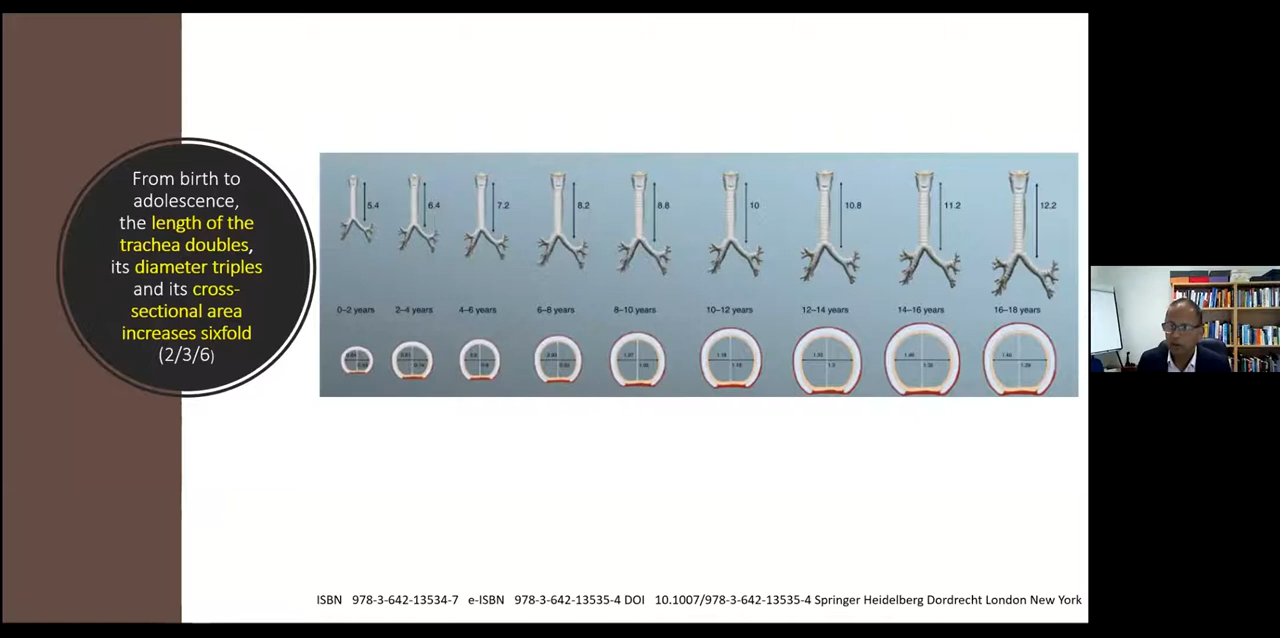 From birth to
adolescence,
the length of the
trachea doubles,
its diameter triples
and its cross-
sectional area
increases sixfold
(2/3/6)
5.4 6.4 7.2 8.2 8.8 10 10.8 11.2 12.2
0–2 years 2–4 years 4–6 years 6–8 years 8–10 years 10–12 years 12–14 years 14–16 years 16–18 years
ISBN 978-3-642-13534-7 e-ISBN 978-3-642-13535-4 DOI 10.1007/978-3-642-13535-4 Springer Heidelberg Dordrecht London New York